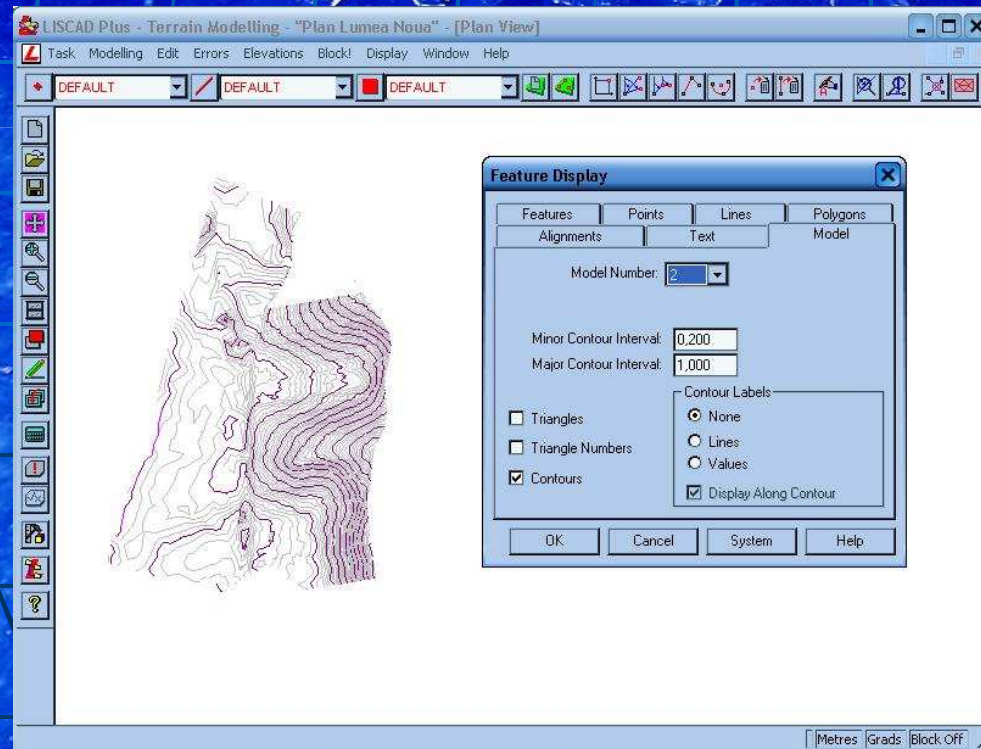 LISCAD Plus - Terrain Modelling - "Plan Lumea Noua" - [Plan View]
Task Modelling Edit Errors Elevations Block! Display Window Help
DEFAULT DEFAULT DEFAULT
Feature Display
Features Points Lines Polygons
Alignments Text Model
Model Number: 2
Minor Contour Interval: 0,200
Major Contour Interval: 1,000
Contour Labels
Triangles
None
Triangle Numbers
Lines
Contours
Values
Display Along Contour
OK Cancel System Help
Metres Grads Block Off